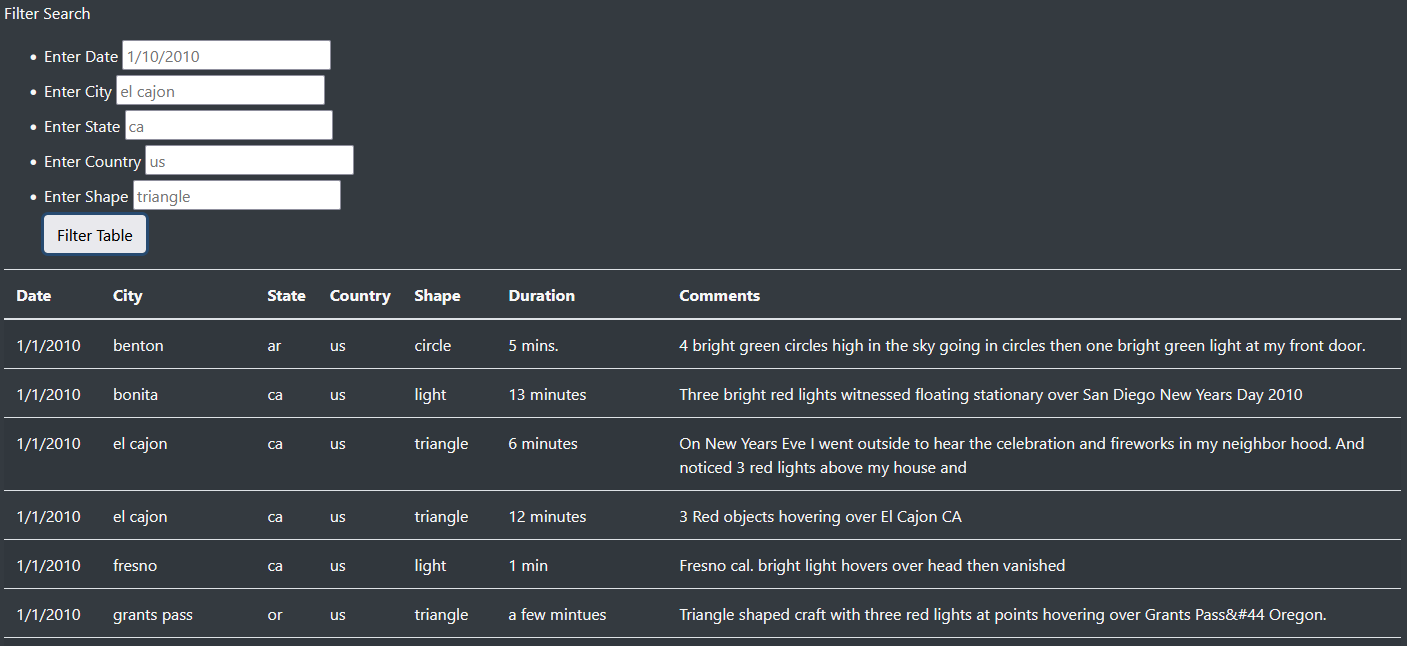 Filter Search
Enter Date 1/10/2010
Enter City el cajon
Enter State ca
Enter Country us
Enter Shape triangle
Filter Table
Date City State Country Shape Duration Comments
1/1/2010 benton ar us circle 5 mins. 4 bright green circles high in the sky going in circles then one bright green light at my front door.
1/1/2010 bonita ca us light 13 minutes Three bright red lights witnessed floating stationary over San Diego New Years Day 2010
1/1/2010 el cajon ca us triangle 6 minutes On New Years Eve I went outside to hear the celebration and fireworks in my neighbor hood. And
noticed 3 red lights above my house and
1/1/2010 el cajon ca us triangle 12 minutes 3 Red objects hovering over El Cajon CA
1/1/2010 fresno ca us light 1 min Fresno cal. bright light hovers over head then vanished
1/1/2010 grants pass or us triangle a few mintues Triangle shaped craft with three red lights at points hovering over Grants Pass&#44 Oregon.